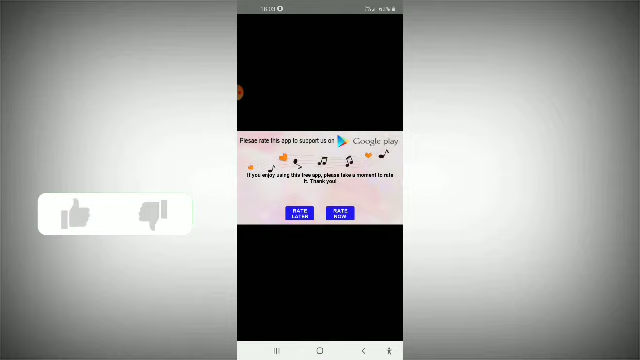 Plesae rate this app to support us on Google play
If you enjoy using this free app, please take a moment to rate
it. Thank you!
RATE
LATER
RATE
NOW